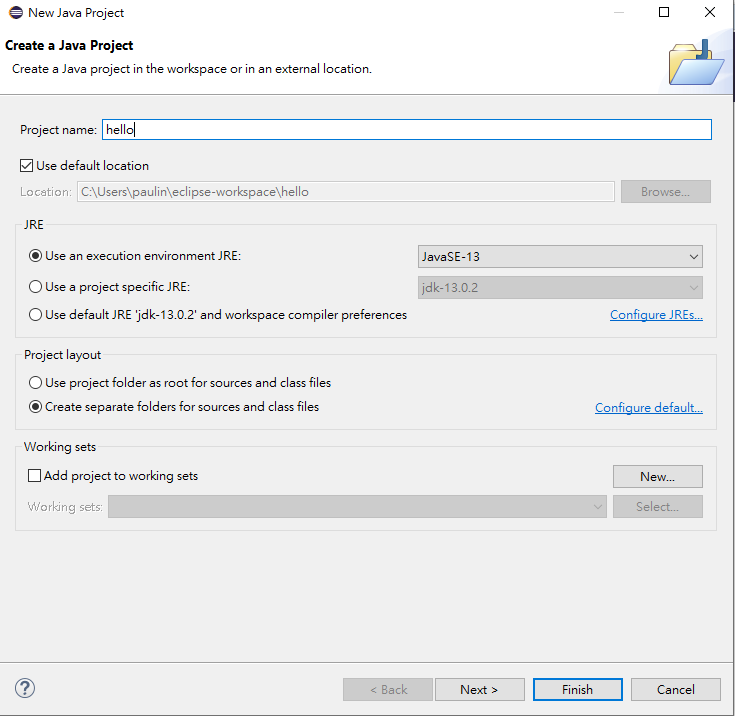 New Java Project
Create a Java Project
Create a Java project in the workspace or in an external location.
Project name: hello
Use default location
Location: C:\Users\paulin\eclipse-workspace\hello Browse...
JRE
Use an execution environment JRE: JavaSE-13
Use a project specific JRE: jdk-13.0.2
Use default JRE 'jdk-13.0.2' and workspace compiler preferences Configure JREs...
Project layout
Use project folder as root for sources and class files
Create separate folders for sources and class files Configure default...
Working sets
Add project to working sets New...
Working sets: Select...
? < Back Next > Finish Cancel